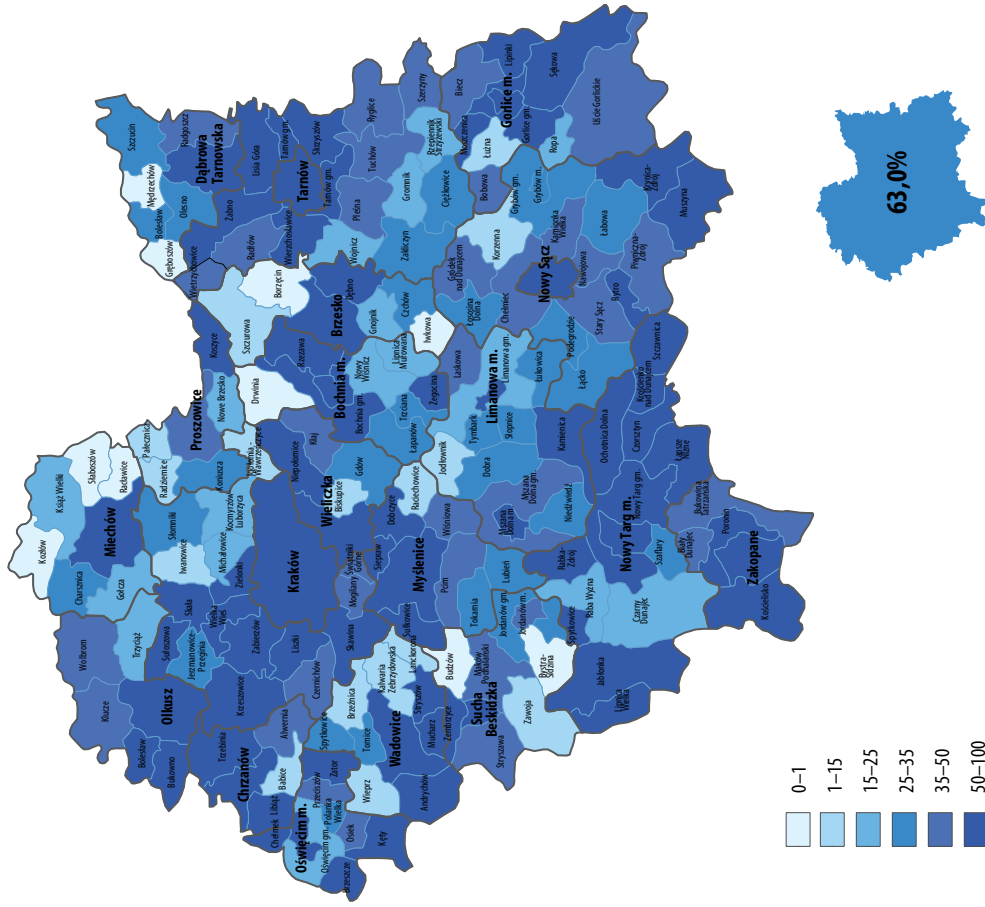 Kozłów
Książ Wielki
Słaboszów
Racławice
Charsznica
Miechów
Gołcza
Pałecznica
Radziemice
Proszowice
Nowe Brzesko
Koszyce
Koniusza
Słomniki
Iwanowice
Kocmyrzów
Luborzyca
Michałowice
Zielonki
Igołomia -
Wawrzeńczyce
Wolbrom
Klucze
Trzyciąż
Olkusz
Bolesław
Bukowno
Sułoszowa
Skała
Jerzmanowice-
Przeginia
Wielka
Wieś
Zabierzów
Krzeszowice
Liszki
Kraków
Skawina
Czernichów
Mogilany
Świątniki
Górne
Trzebinia
Chrzanów
Alwernia
Babice
Libiąż
Chełmek
Oświęcim m.
Oświęcim gm.
Przeciszów
Zator
Polanka
Wielka
Osiek
Brzeszcze
Kęty
Spytkowice
Brzeźnica
Tomice
Wieprz
Wadowice
Andrychów
Mucharz
Stryszów
Kalwaria
Zebrzydowska
Lanckorona
Zembrzyce
Budzów
Sucha
Beskidzka
Stryszawa
Maków
Podhalański
Zawoja
Bystra-
Sidzina
Jordanów gm.
Jordanów m.
Sułkowice
Myślenice
Siepraw
Dobczyce
Raciechowice
Wiśniowa
Pcim
Tokarnia
Lubień
Wieliczka
Biskupice
Gdów
Niepołomice
Kłaj
Drwinia
Bochnia m.
Bochnia gm.
Rzezawa
Nowy
Wiśnicz
Lipnica
Murowana
Trzciana
Łapanów
Żegocina
Szczurowa
Borzęcin
Brzesko
Dębno
Gnojnik
Czchów
Iwkowa
Szczucin
Mędrzechów
Bolesław
Olesno
Radgoszcz
Dąbrowa
Tarnowska
Gręboszów
Wietrzychowice
Żabno
Radłów
Lisia Góra
Tarnów gm.
Tarnów
Tarnów gm.
Skrzyszów
Wierzchosławice
Wojnicz
Pleśna
Tuchów
Ryglice
Szerzyny
Rzepiennik
Strzyżewski
Gromnik
Ciężkowice
Zakliczyn
Biecz
Lipinki
Moszczenica
Gorlice m.
Gorlice gm.
Sękowa
Łużna
Ropa
Bobowa
Uście Gorlickie
Grybów gm.
Grybów m.
Korzenna
Gródek
nad Dunajcem
Łososina
Dolna
Chełmiec
Nowy Sącz
Kamionka
Wielka
Nawojowa
Łabowa
Krynica-
Zdrój
Muszyna
Piwniczna-
Zdrój
Rytro
Stary Sącz
Podegrodzie
Łącko
Laskowa
Limanowa m.
Limanowa gm.
Łukowica
Tymbark
Słopnice
Jodłownik
Dobra
Kamienica
Mszana
Dolna gm.
Mszana
Dolna m.
Niedźwiedź
Rabka-
Zdrój
Spytkowice
Raba Wyżna
Jabłonka
Lipnica
Wielka
Czarny
Dunajec
Nowy Targ m.
Nowy Targ gm.
Szaflary
Ochotnica Dolna
Czorsztyn
Krościenko
nad Dunajcem
Szczawnica
Łapsze
Niżne
Bukowina
Tatrzańska
Biały
Dunajec
Poronin
Zakopane
Kościelisko
63,0%
0–1
1–15
15–25
25–35
35–50
50–100